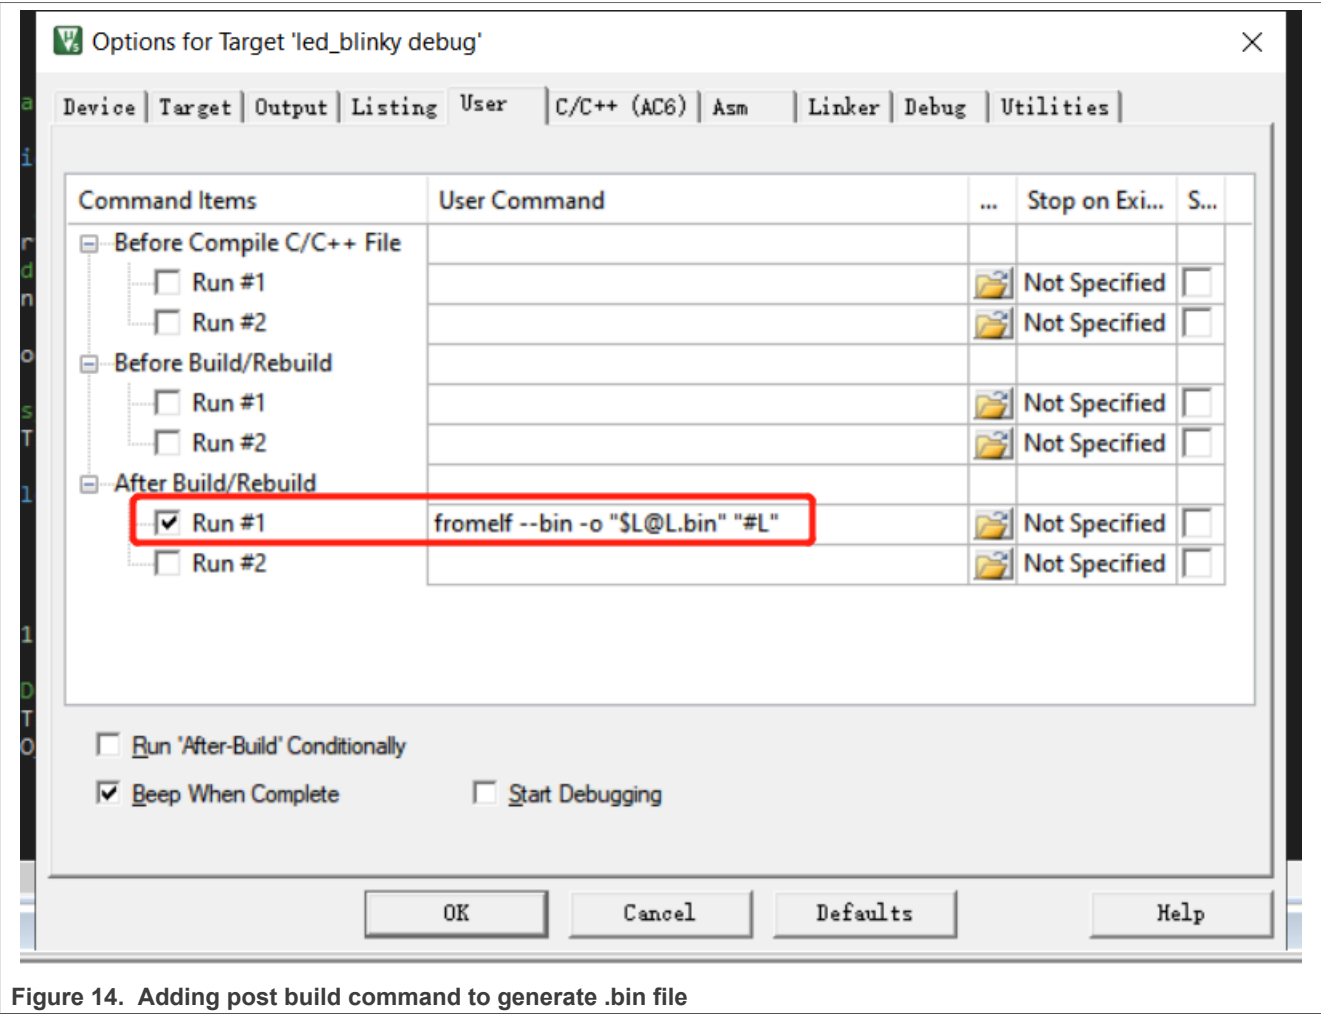 Options for Target 'led_blinky debug'
Device Target Output Listing User C/C++ (AC6) Asm Linker Debug Utilities
Command Items User Command ... Stop on Exi... S...
Before Compile C/C++ File
Run #1 Not Specified
Run #2 Not Specified
Before Build/Rebuild
Run #1 Not Specified
Run #2 Not Specified
After Build/Rebuild
Run #1 fromelf --bin -o "$L@L.bin" "#L" Not Specified
Run #2 Not Specified
Run 'After-Build' Conditionally
Beep When Complete Start Debugging
OK Cancel Defaults Help
Figure 14. Adding post build command to generate .bin file